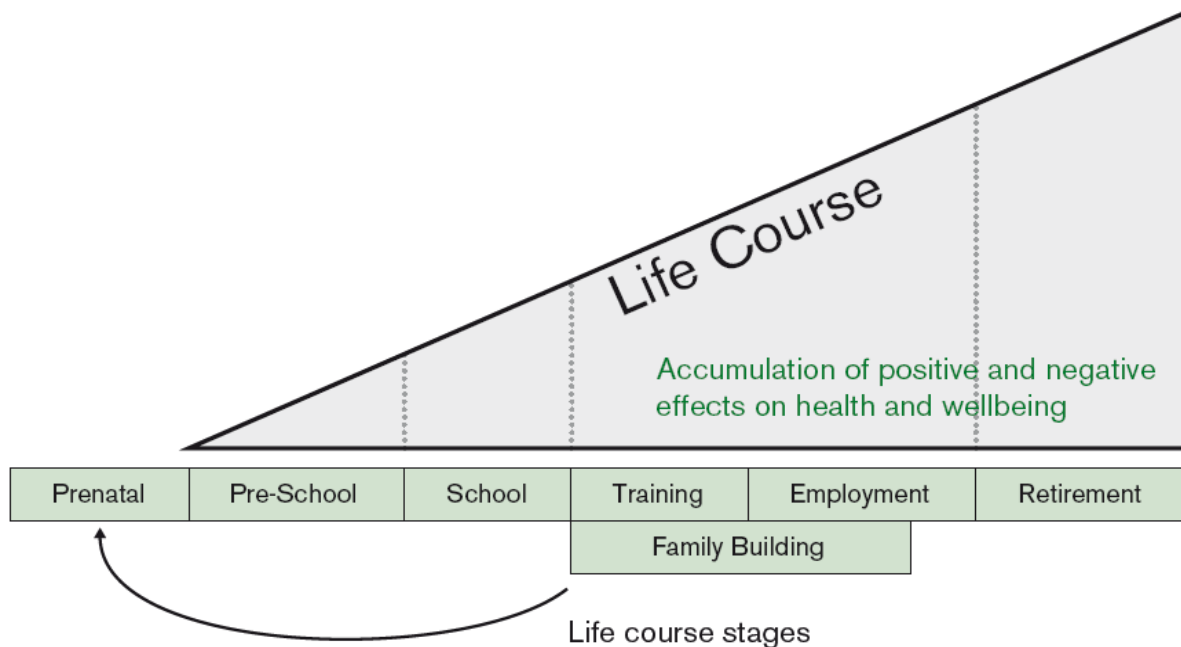 Life Course
Accumulation of positive and negative
effects on health and wellbeing
Prenatal
Pre-School
School
Training
Employment
Retirement
Family Building
Life course stages